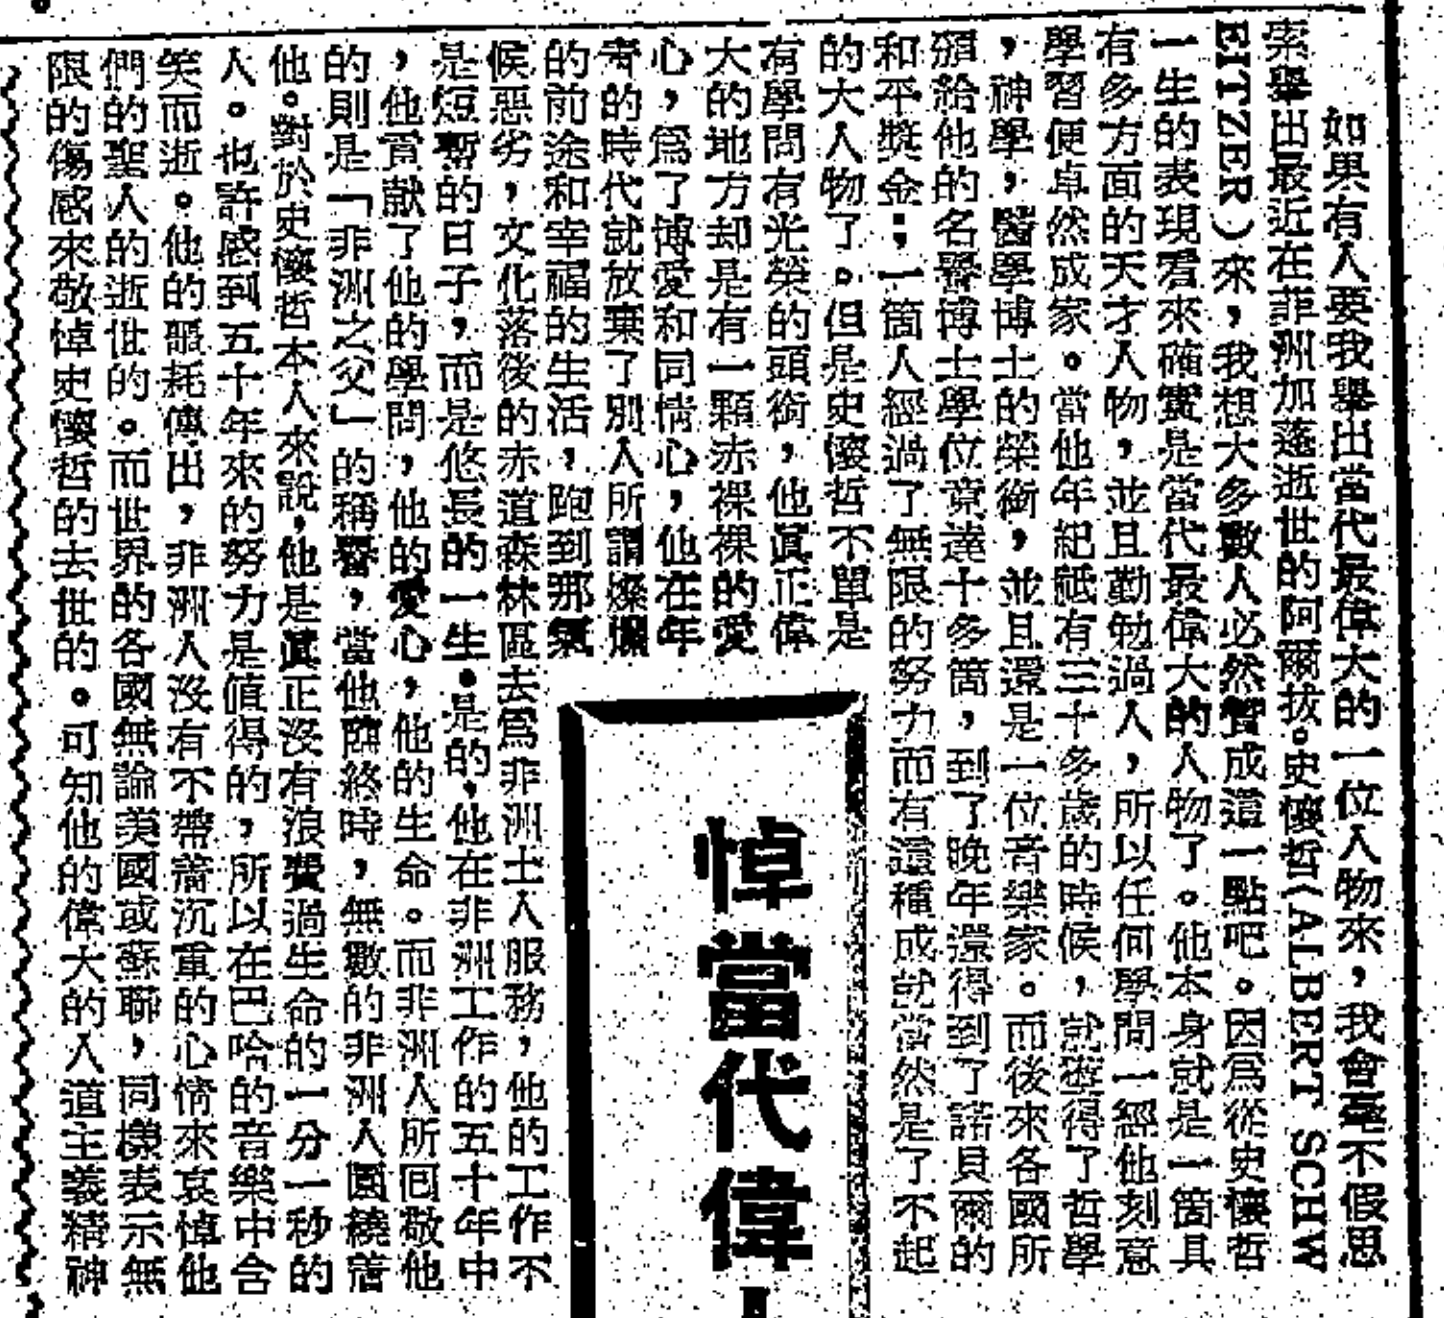 如果有人要我舉出當代最偉大的一位人物來,我會毫不假思
索舉出最近在菲洲加蓬逝世的阿爾拔。史懷哲(ALBERT SCHW
EITZER)來,我想大多數人必然贊成這一點吧。因爲從史懷哲
一生的表現看來確實是當代最偉大的人物了。他本身就是一箇具
有多方面的天才人物,並且勤勉過人,所以任何學問一經他刻意
學習便卓然成家。當他年紀祗有三十多歲的時候,就遊得了哲學
,神學,醫學博士的榮銜,並且還是一位音樂家。而後來各國所
頒給他的名譽博士學位竟達十多箇,到了晚年還得到了諾貝爾的
和平獎金;一箇人經過了無限的努力而有這種成就當然是了不起
的大人物了。但是史懷哲不單是
有學問有光榮的頭銜,他眞正偉
大的地方却是有一顆赤裸裸的愛
心,爲了博愛和同情心,他在年
靑的時代就放棄了別人所謂燦爛
的前途和幸福的生活,跑到那氣
候惡劣,文化落後的赤道森林區去爲非洲土人服務,他的工作不
是短暫的日子,而是悠長的一生。是的,他在非洲工作的五十年中
,他貢獻了他的學問,他的愛心,他的生命。而非洲人所囘敬他
的則是「非洲之父」的稱譽,當他臨終時,無數的非洲人圍繞着
他。對於史懷哲本人來說,他是眞正沒有浪費過生命的一分一秒的
人。也許感到五十年來的努力是值得的,所以在巴哈的音樂中含
笑而逝。他的噩耗傳出,非洲人沒有不帶着沉重的心情來哀悼他
們的聖人的逝世的。而世界的各國無論美國或蘇聯,同樣表示無
限的傷感來敬悼史懷哲的去世的。可知他的偉大的人道主義精神
悼當代偉